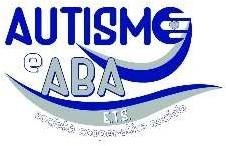 AUTISMO
e ABA
E.T.S.
società cooperativa sociale